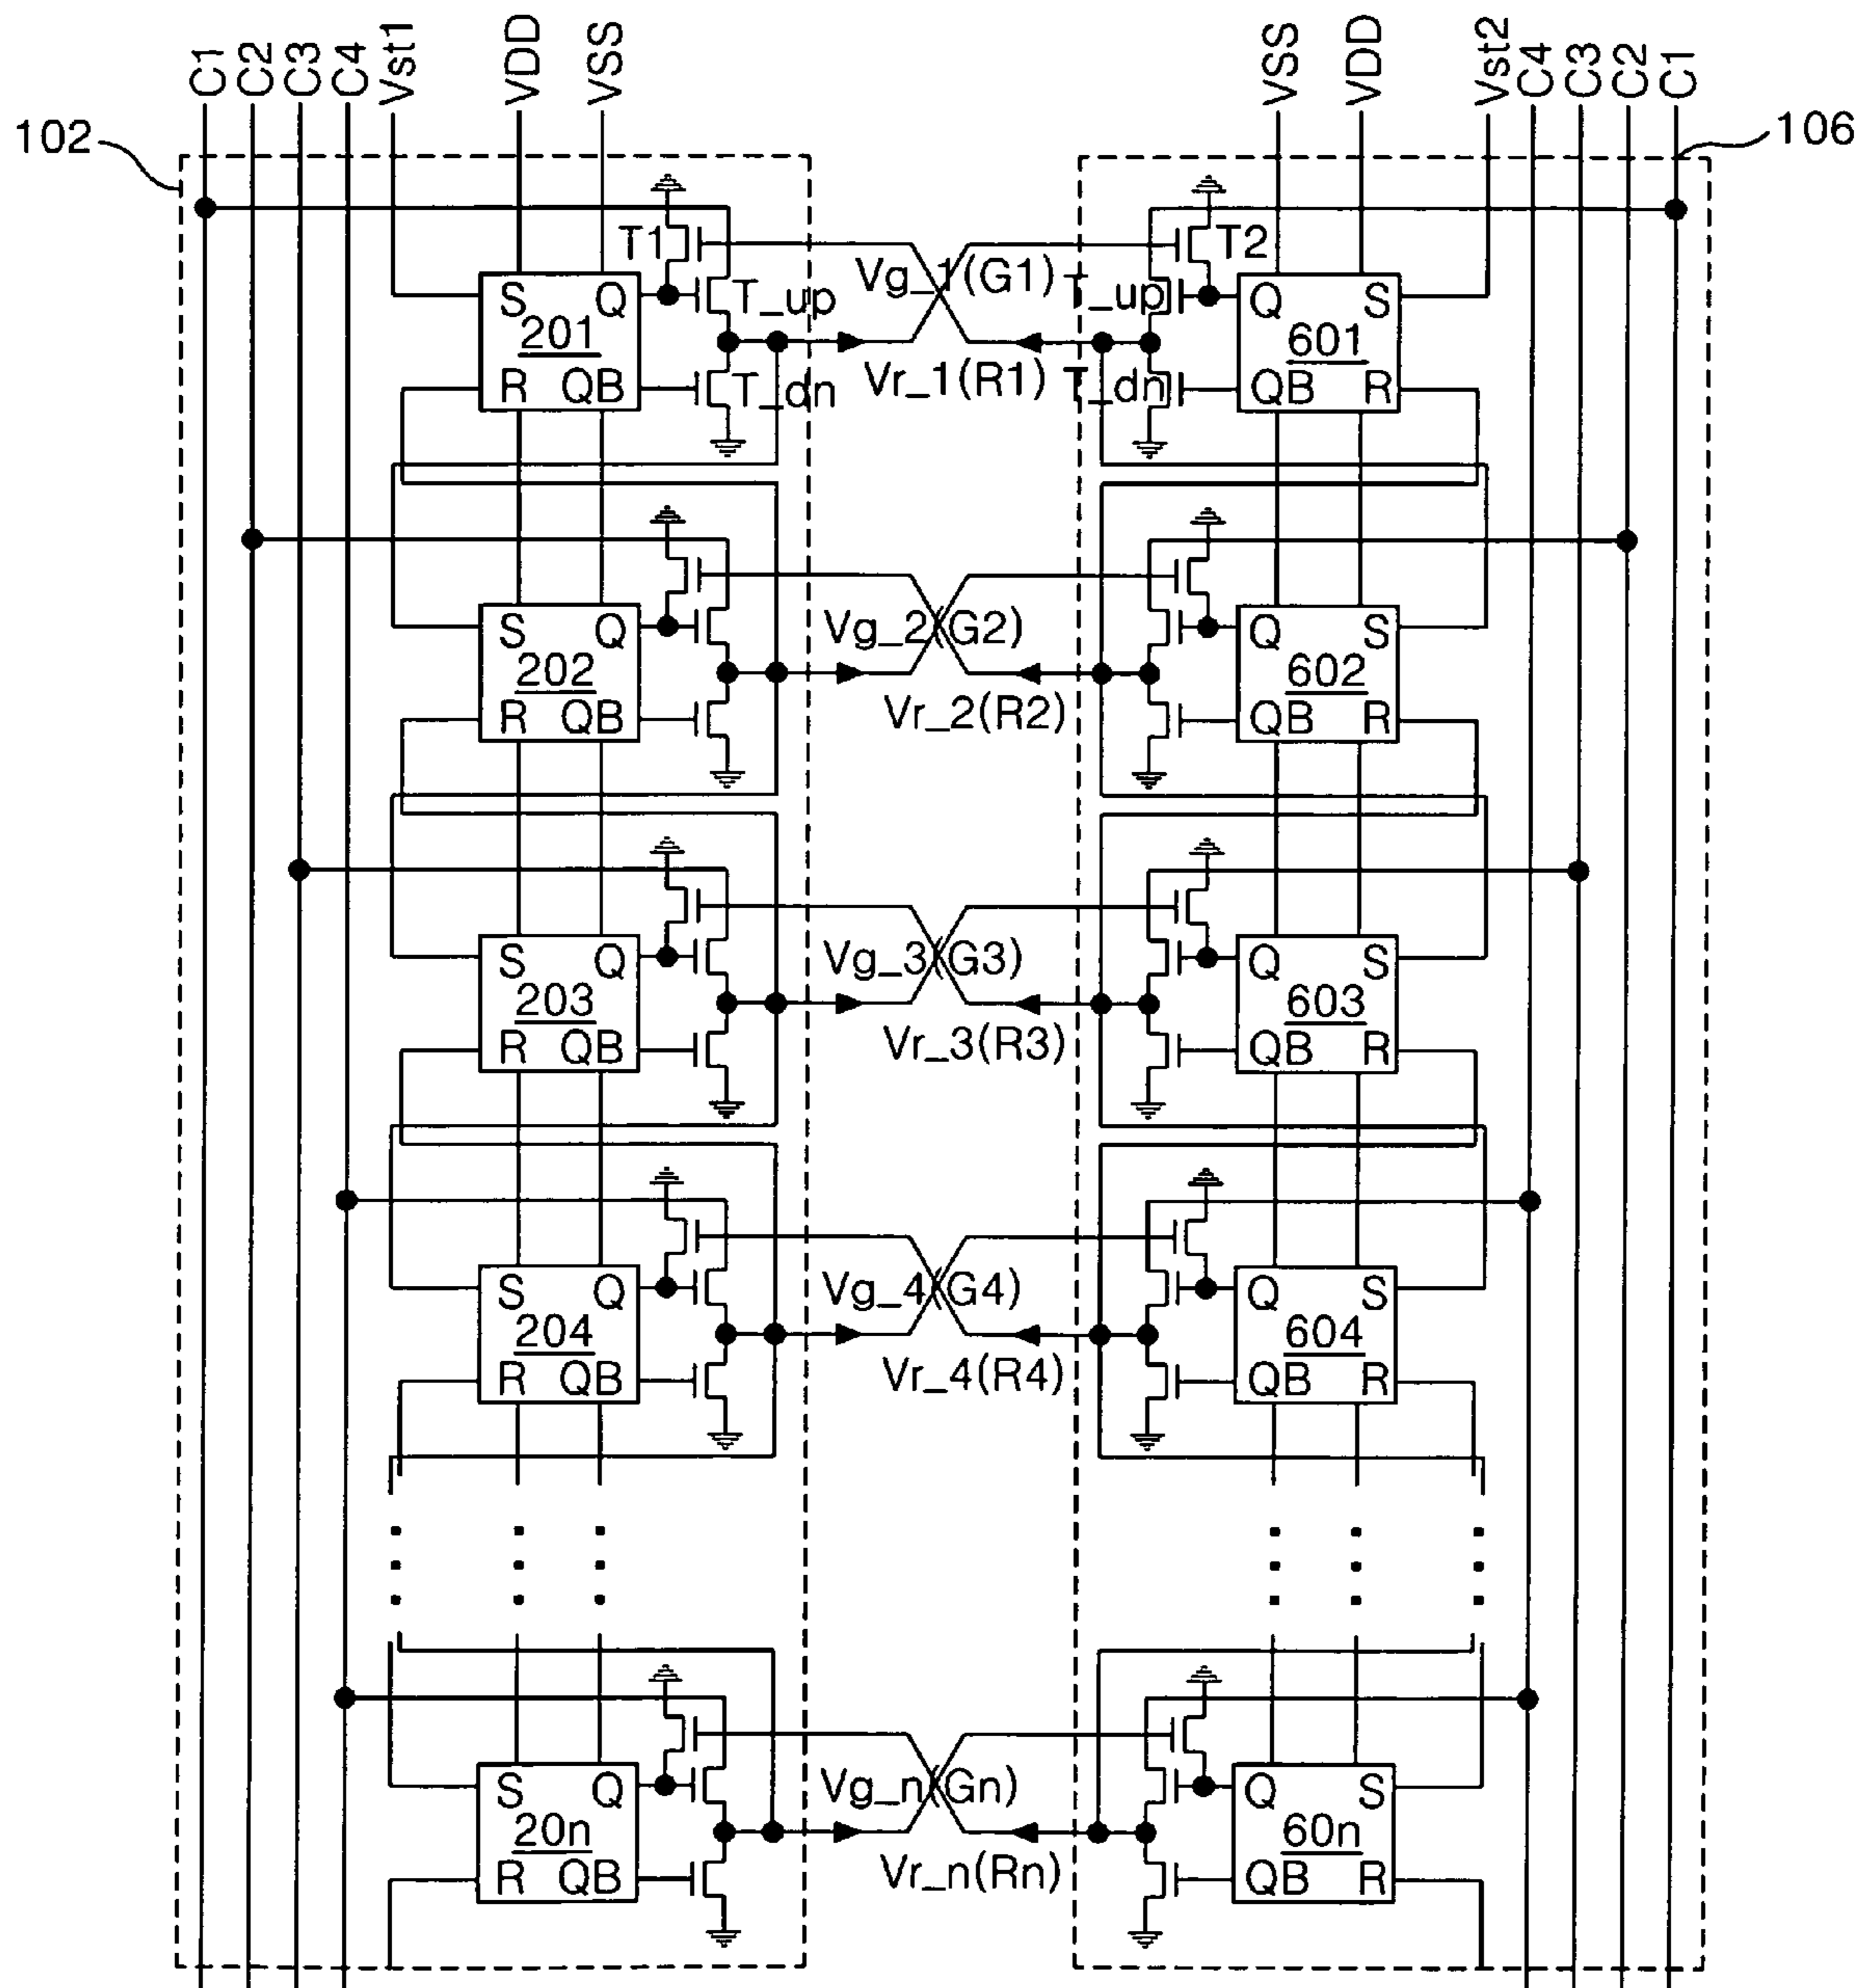 C1 C2 C3 C4 Vst1 VDD VSS VSS VDD Vst2 C4 C3 C2 C1
102 106
T1 T2
Vg_1(G1)
S Q T_up T_up Q S
201 601
R QB T_dn Vr_1(R1) T_dn QB R
S Q Vg_2(G2) Q S
202 602
R QB Vr_2(R2) QB R
S Q Vg_3(G3) Q S
203 603
R QB Vr_3(R3) QB R
S Q Vg_4(G4) Q S
204 604
R QB Vr_4(R4) QB R
S Q Vg_n(Gn) Q S
20n 60n
R QB Vr_n(Rn) QB R